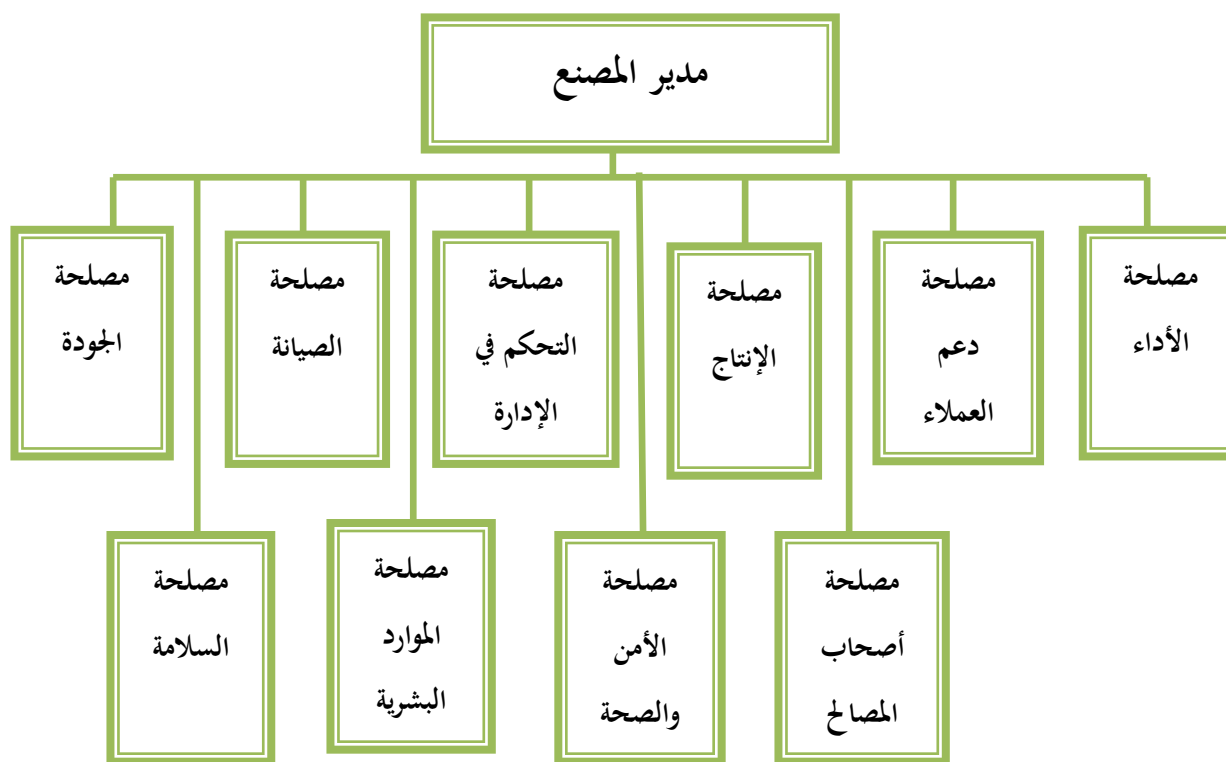 مدير المصنع
مصلحة
الأداء
مصلحة
دعم
العملاء
مصلحة
الإنتاج
مصلحة
التحكم في
الإدارة
مصلحة
الصيانة
مصلحة
الجودة
مصلحة
أصحاب
المصالح
مصلحة
الأمن
والصحة
مصلحة
الموارد
البشرية
مصلحة
السلامة